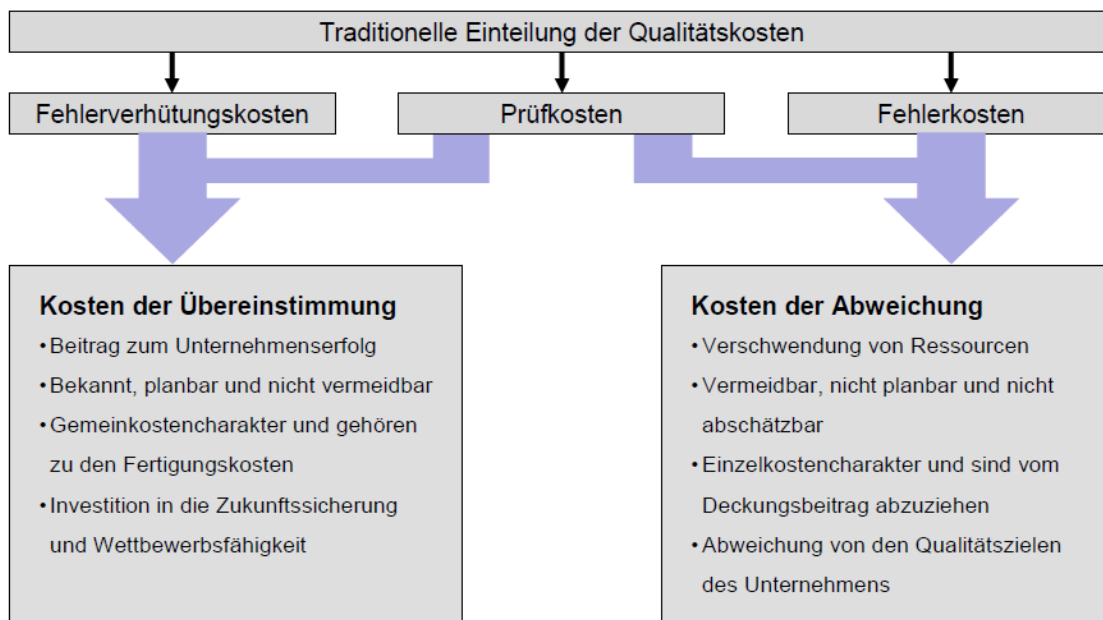 Traditionelle Einteilung der Qualitätskosten
Fehlerverhütungskosten
Prüfkosten
Fehlerkosten
Kosten der Übereinstimmung
• Beitrag zum Unternehmenserfolg
• Bekannt, planbar und nicht vermeidbar
• Gemeinkostencharakter und gehören
zu den Fertigungskosten
• Investition in die Zukunftssicherung
und Wettbewerbsfähigkeit
Kosten der Abweichung
• Verschwendung von Ressourcen
• Vermeidbar, nicht planbar und nicht
abschätzbar
• Einzelkostencharakter und sind vom
Deckungsbeitrag abzuziehen
• Abweichung von den Qualitätszielen
des Unternehmens